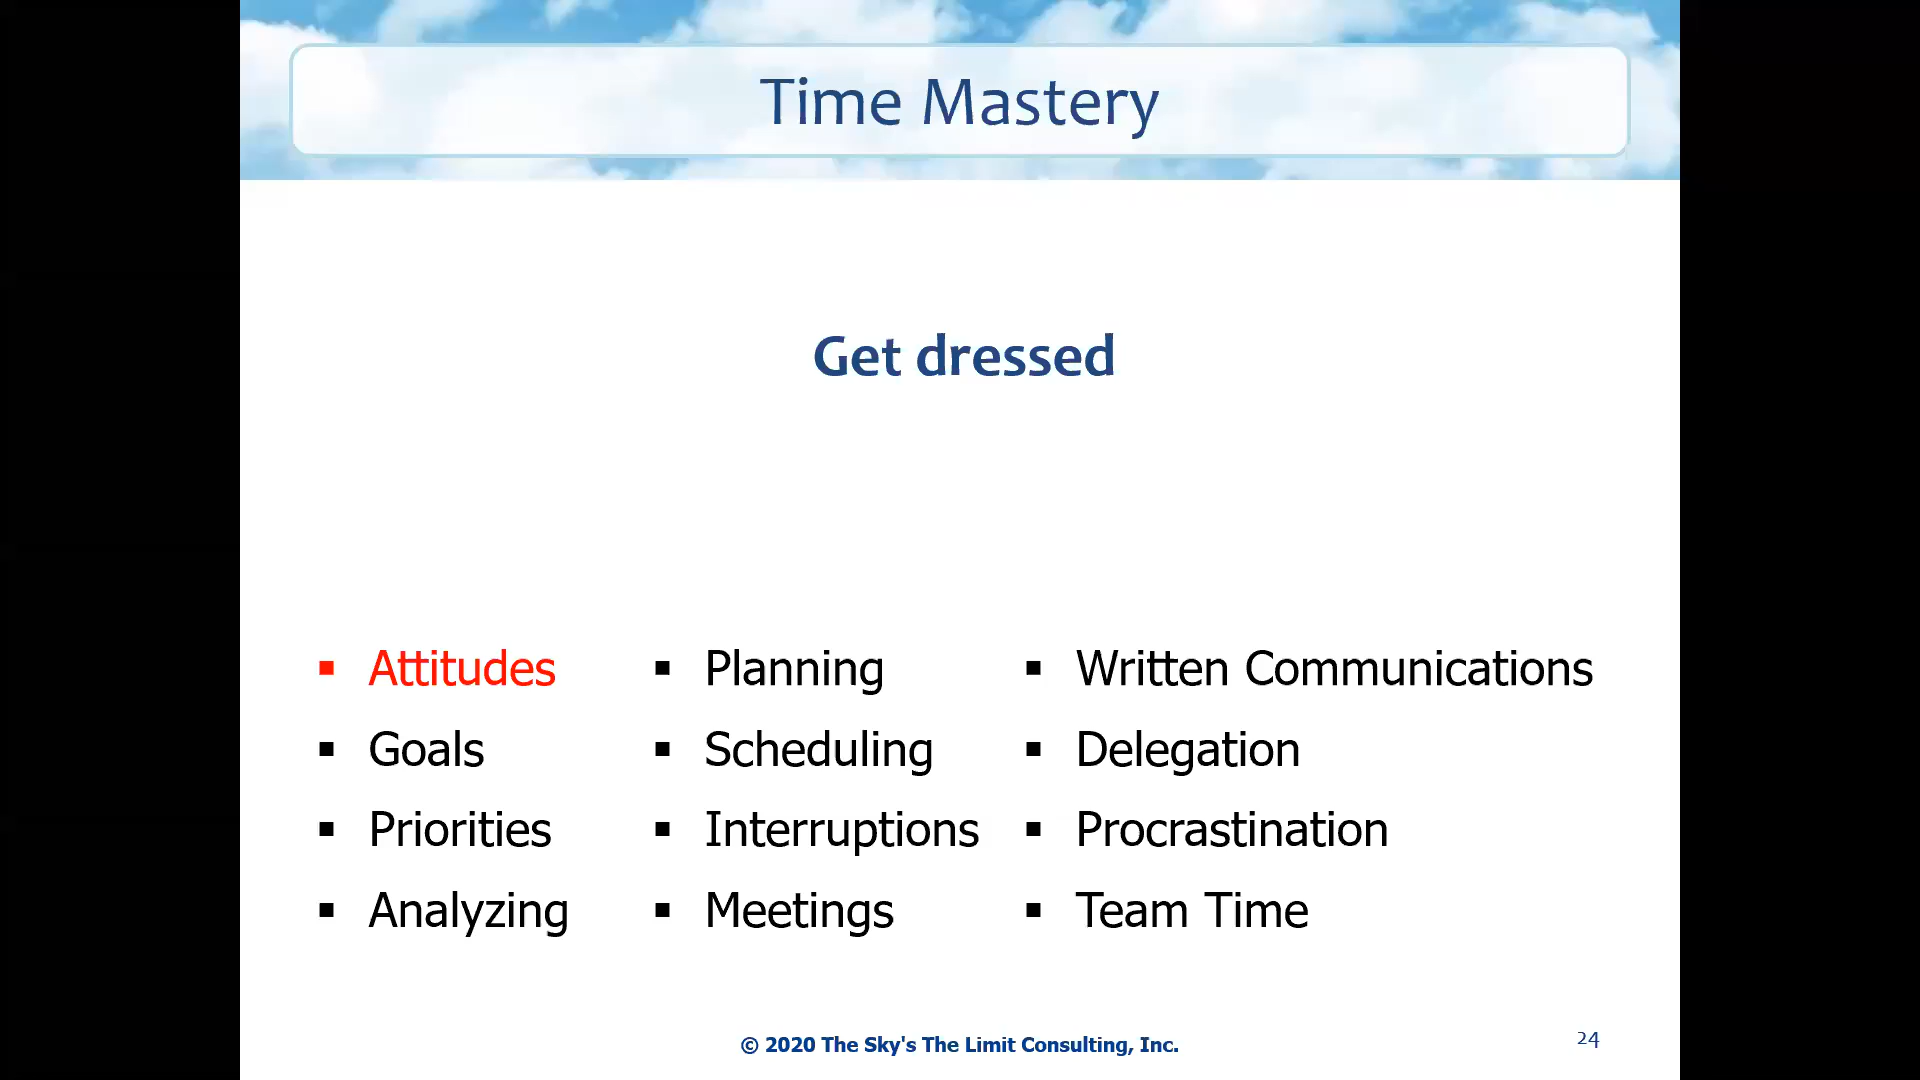 Time Mastery
Get dressed
▪ Attitudes
▪ Goals
▪ Priorities
▪ Analyzing
▪ Planning
▪ Scheduling
▪ Interruptions
▪ Meetings
▪ Written Communications
▪ Delegation
▪ Procrastination
▪ Team Time
© 2020 The Sky's The Limit Consulting, Inc.
24